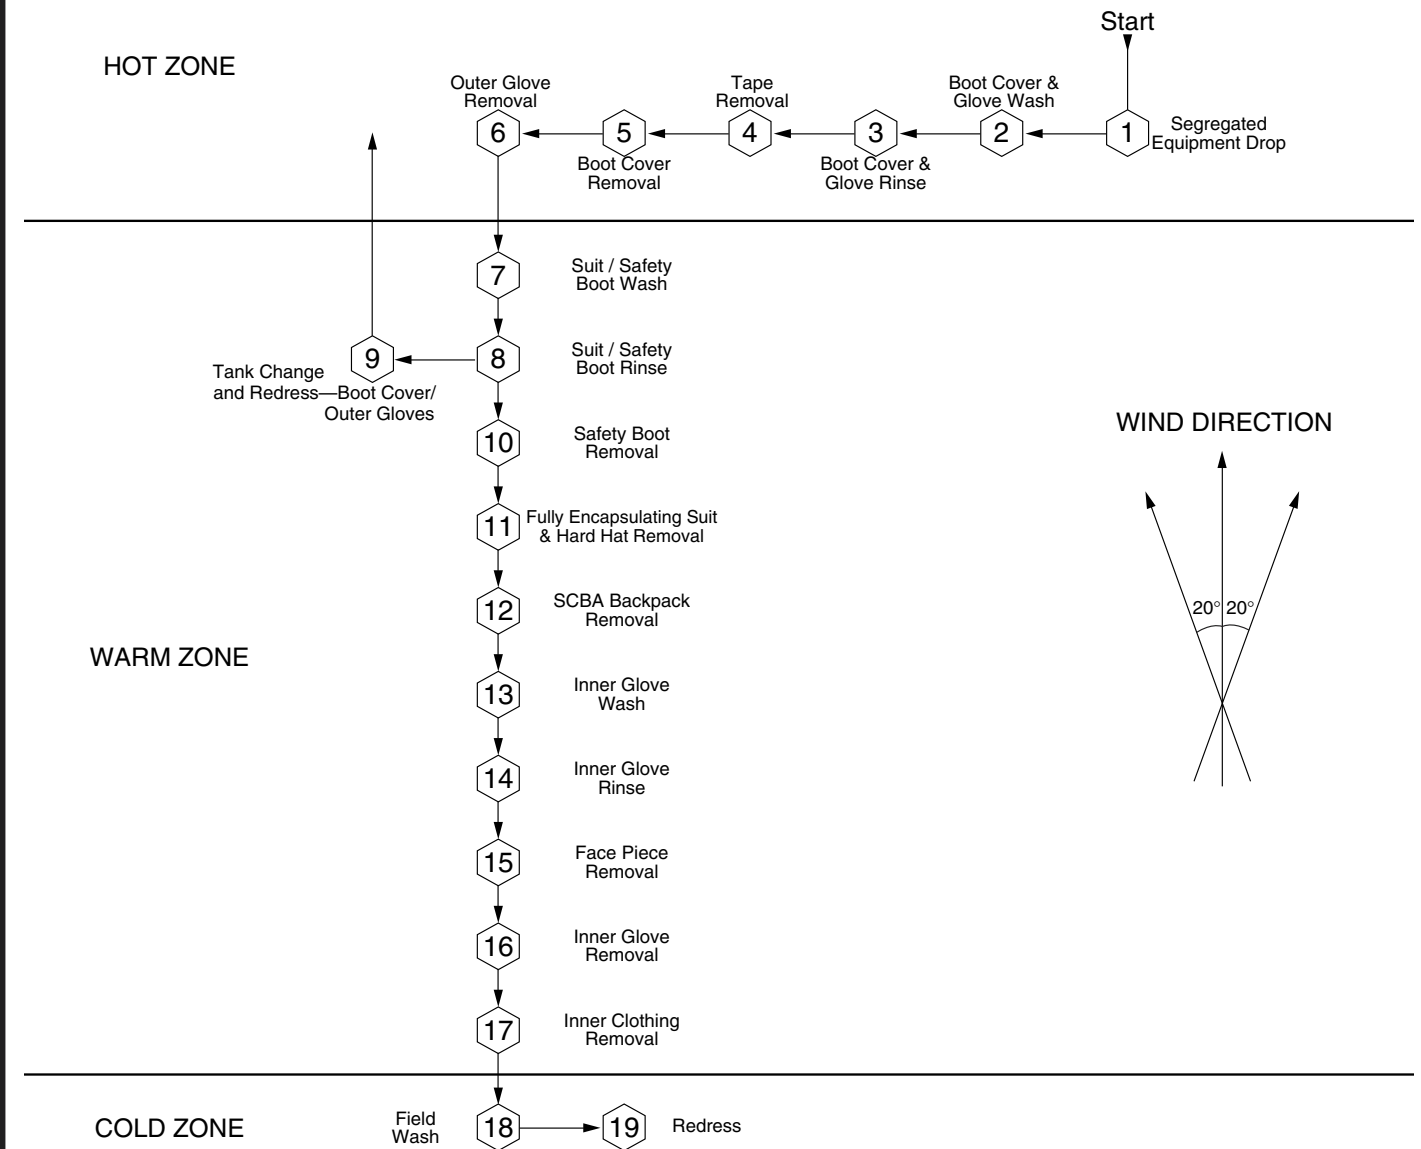 Start
HOT ZONE
Outer Glove
Removal
Tape
Removal
Boot Cover &
Glove Wash
6
5
4
3
2
1
Segregated
Equipment Drop
Boot Cover
Removal
Boot Cover &
Glove Rinse
7
Suit / Safety
Boot Wash
9
8
Suit / Safety
Boot Rinse
Tank Change
and Redress—Boot Cover/
Outer Gloves
10
Safety Boot
Removal
WIND DIRECTION
11
Fully Encapsulating Suit
& Hard Hat Removal
12
SCBA Backpack
Removal
20° 20°
WARM ZONE
13
Inner Glove
Wash
14
Inner Glove
Rinse
15
Face Piece
Removal
16
Inner Glove
Removal
17
Inner Clothing
Removal
COLD ZONE
Field
Wash
18
19
Redress